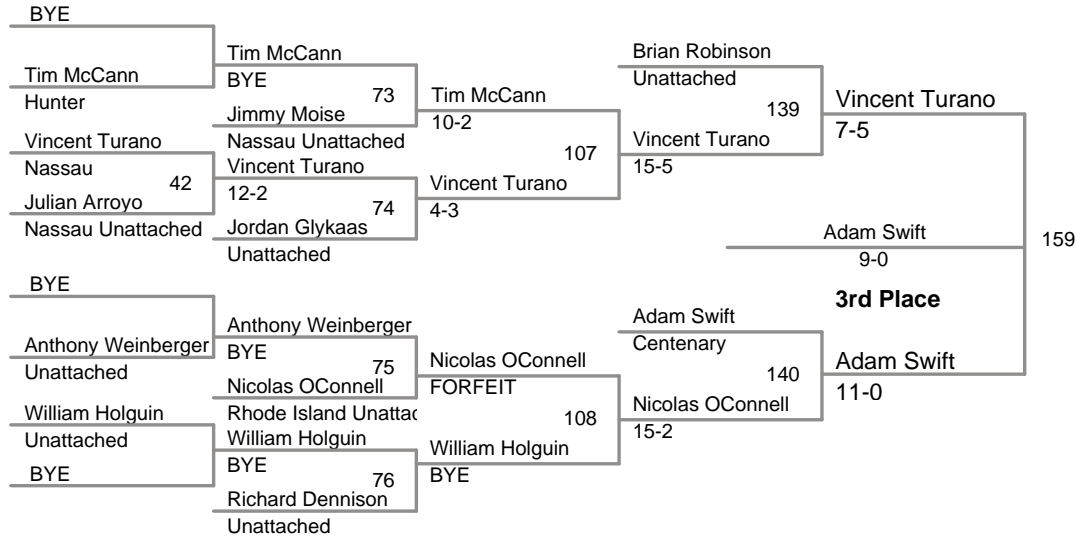 BYE
Tim McCann
Hunter
Vincent Turano
Nassau
42
Julian Arroyo
Nassau Unattached
BYE
Anthony Weinberger
Unattached
William Holguin
Unattached
BYE
Tim McCann
BYE
73
Jimmy Moise
Nassau Unattached
Vincent Turano
12-2
74
Jordan Glykaas
Unattached
Anthony Weinberger
BYE
75
Nicolas OConnell
Rhode Island Unattac
William Holguin
BYE
76
Richard Dennison
Unattached
Tim McCann
10-2
107
Vincent Turano
4-3
Nicolas OConnell
FORFEIT
108
William Holguin
BYE
Brian Robinson
Unattached
139
Vincent Turano
15-5
Adam Swift
Centenary
140
Nicolas OConnell
15-2
Vincent Turano
7-5
Adam Swift
9-0
159
3rd Place
Adam Swift
11-0